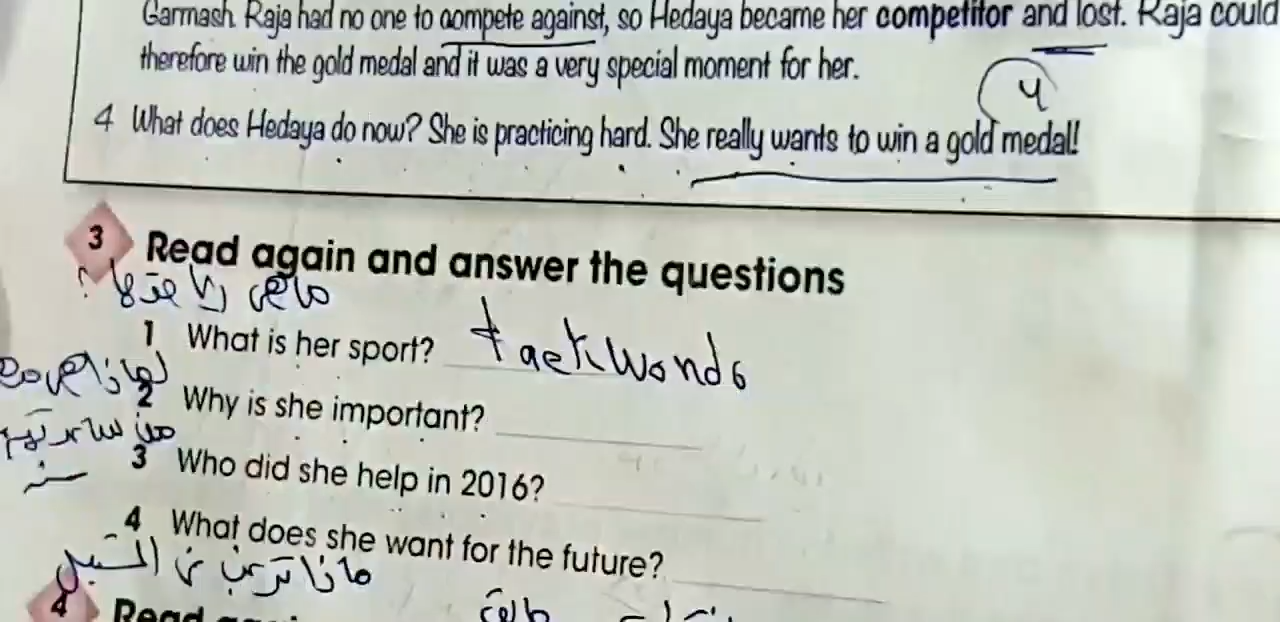 Garmash. Raja had no one to compete against, so Hedaya became her competitor and lost. Raja could
therefore win the gold medal and it was a very special moment for her.
4
4 What does Hedaya do now? She is practicing hard. She really wants to win a gold medal!
3 Read again and answer the questions
ماهي رياضتها؟
1 What is her sport? taekwondo
لماذا هي
2 Why is she important?
من ساعدتهم
3 Who did she help in 2016?
4 What does she want for the future?
ماذا ترغب في
4 Read